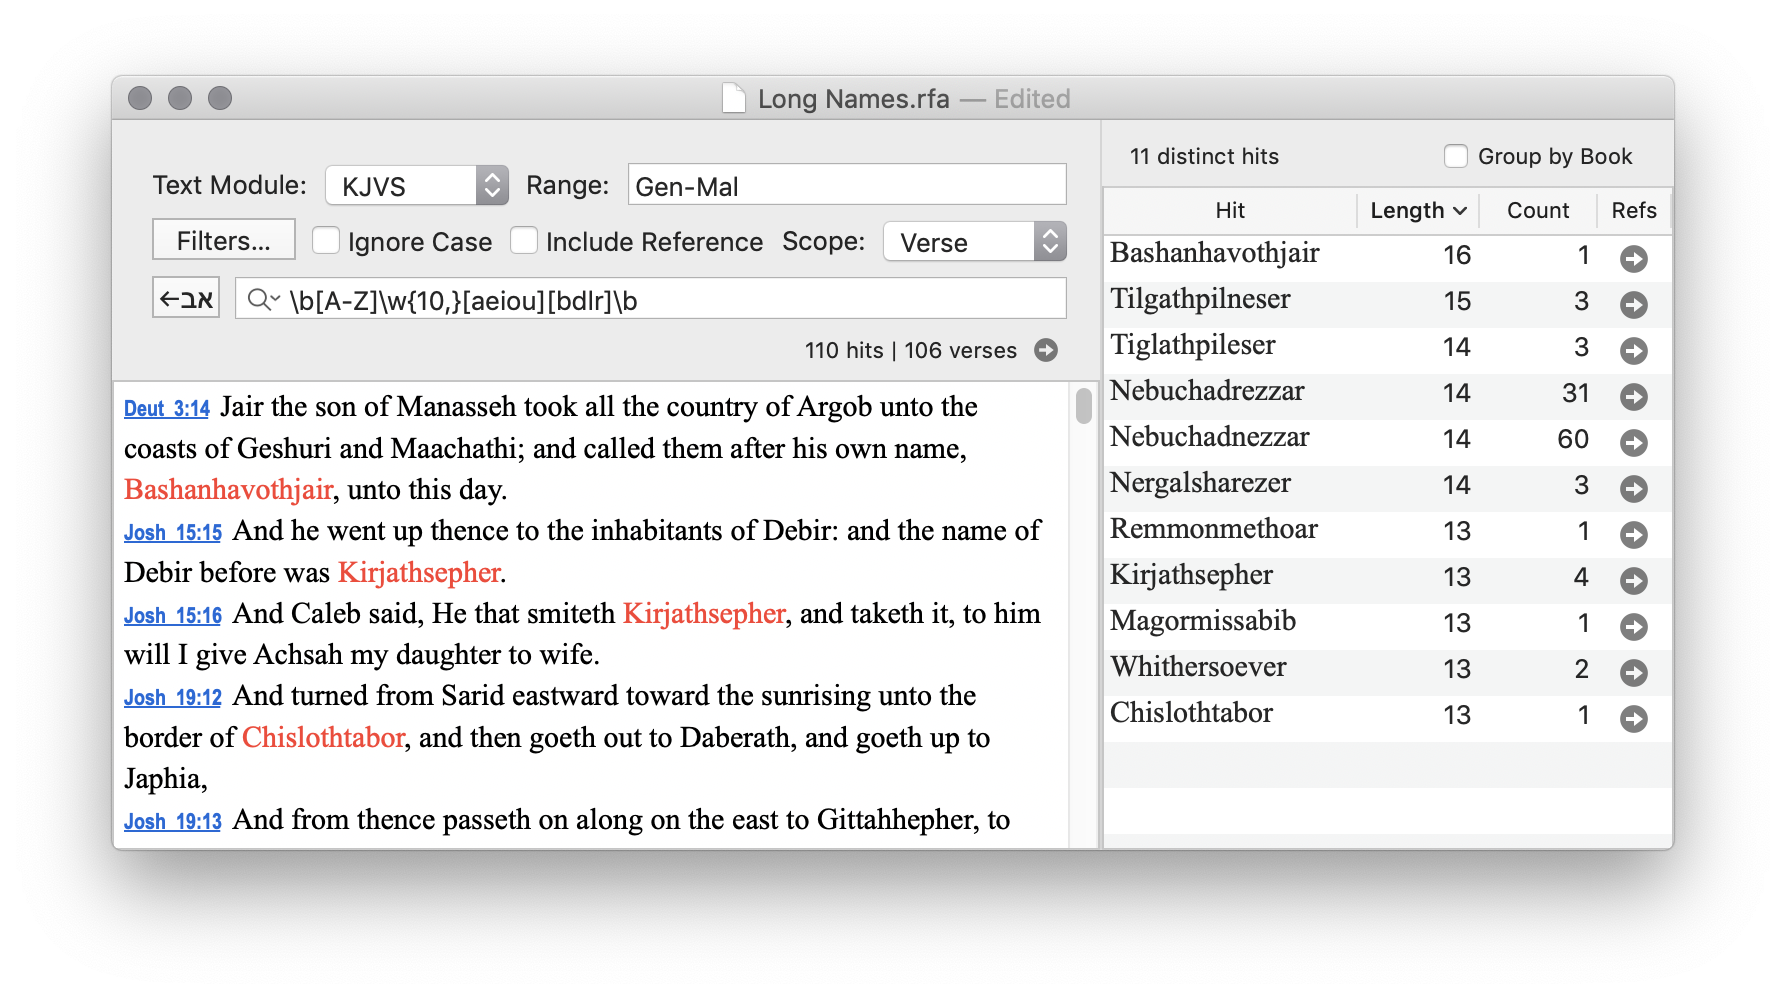 Long Names.rfa — Edited
Text Module: KJVS Range: Gen-Mal
Filters... Ignore Case Include Reference Scope: Verse
←אב \b[A-Z]\w{10,}[aeiou][bdlr]\b
110 hits | 106 verses
Deut 3:14 Jair the son of Manasseh took all the country of Argob unto the
coasts of Geshuri and Maachathi; and called them after his own name,
Bashanhavothjair, unto this day.
Josh 15:15 And he went up thence to the inhabitants of Debir: and the name of
Debir before was Kirjathsepher.
Josh 15:16 And Caleb said, He that smiteth Kirjathsepher, and taketh it, to him
will I give Achsah my daughter to wife.
Josh 19:12 And turned from Sarid eastward toward the sunrising unto the
border of Chislothtabor, and then goeth out to Daberath, and goeth up to
Japhia,
Josh 19:13 And from thence passeth on along on the east to Gittahhepher, to
11 distinct hits Group by Book
Hit Length Count Refs
Bashanhavothjair 16 1
Tilgathpilneser 15 3
Tiglathpileser 14 3
Nebuchadrezzar 14 31
Nebuchadnezzar 14 60
Nergalsharezer 14 3
Remmonmethoar 13 1
Kirjathsepher 13 4
Magormissabib 13 1
Whithersoever 13 2
Chislothtabor 13 1